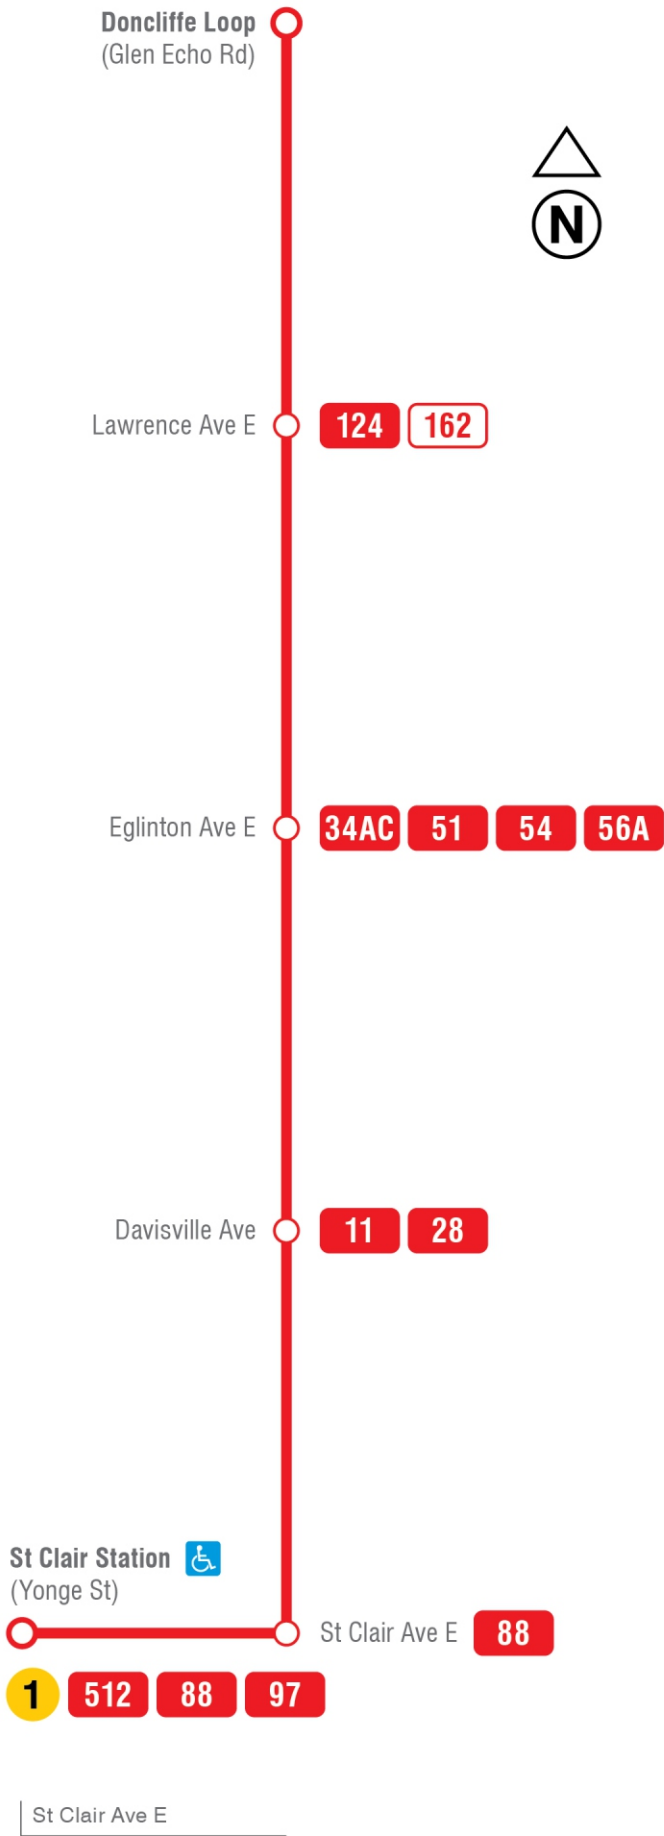 Doncliffe Loop
(Glen Echo Rd)
N
Lawrence Ave E 124 162
Eglinton Ave E 34AC 51 54 56A
Davisville Ave 11 28
St Clair Station
(Yonge St)
St Clair Ave E 88
1 512 88 97
St Clair Ave E